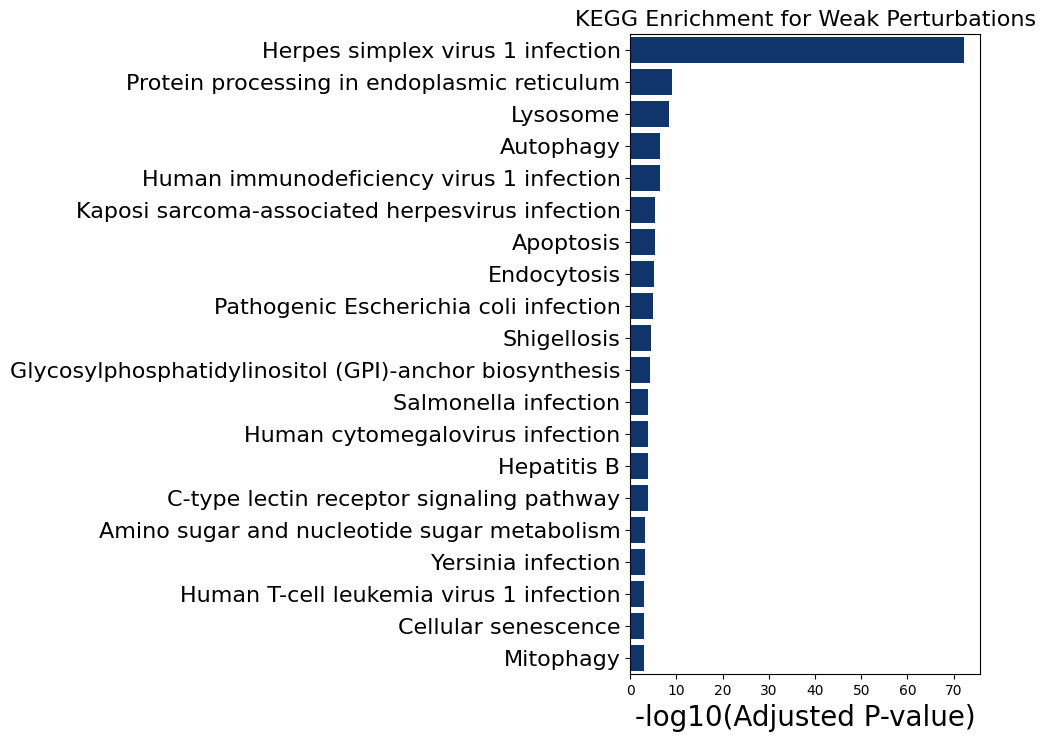 KEGG Enrichment for Weak Perturbations
Herpes simplex virus 1 infection
Protein processing in endoplasmic reticulum
Lysosome
Autophagy
Human immunodeficiency virus 1 infection
Kaposi sarcoma-associated herpesvirus infection
Apoptosis
Endocytosis
Pathogenic Escherichia coli infection
Shigellosis
Glycosylphosphatidylinositol (GPI)-anchor biosynthesis
Salmonella infection
Human cytomegalovirus infection
Hepatitis B
C-type lectin receptor signaling pathway
Amino sugar and nucleotide sugar metabolism
Yersinia infection
Human T-cell leukemia virus 1 infection
Cellular senescence
Mitophagy
0 10 20 30 40 50 60 70
-log10(Adjusted P-value)